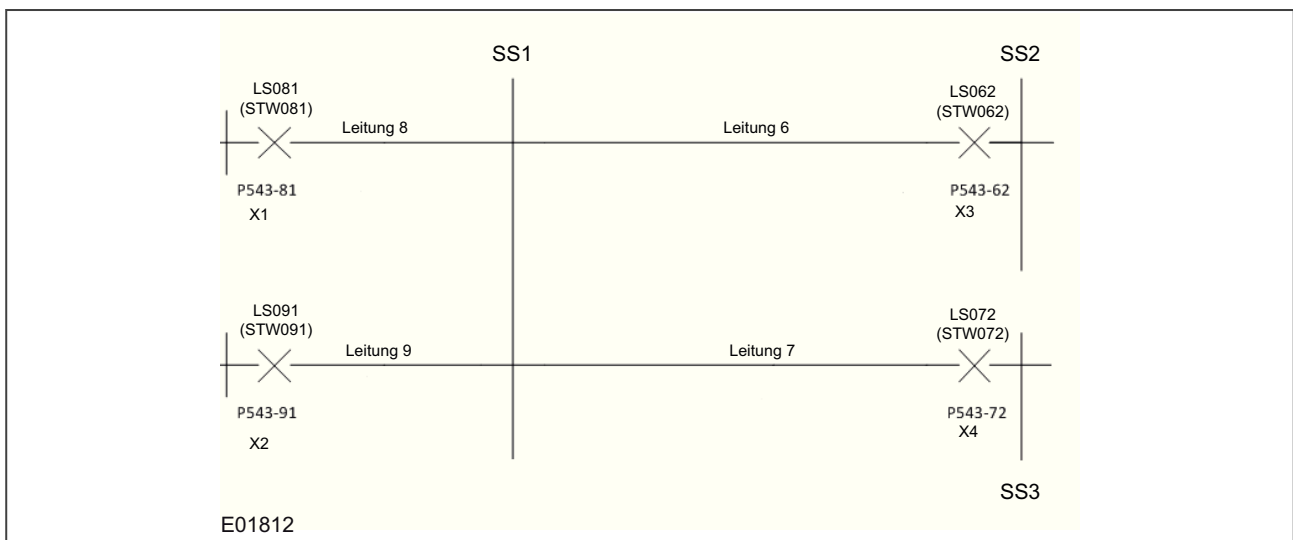 SS1
SS2
LS081
(STW081)
LS062
(STW062)
Leitung 8
Leitung 6
P543-81
X1
P543-62
X3
LS091
(STW091)
LS072
(STW072)
Leitung 9
Leitung 7
P543-91
X2
P543-72
X4
SS3
E01812